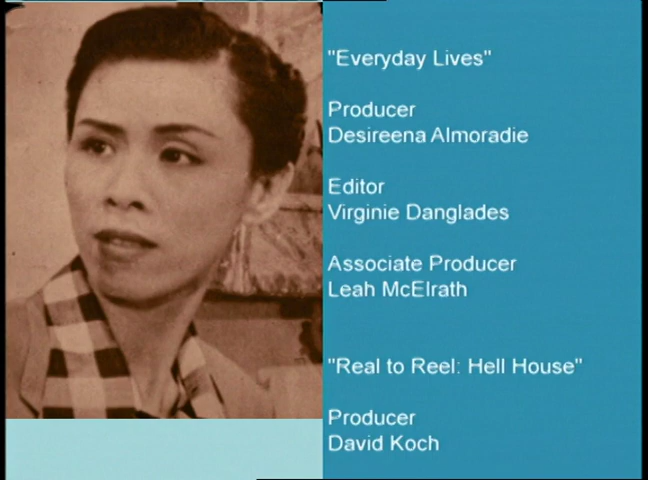 "Everyday Lives"
Producer
Desireena Almoradie
Editor
Virginie Danglades
Associate Producer
Leah McElrath
"Real to Reel: Hell House"
Producer
David Koch